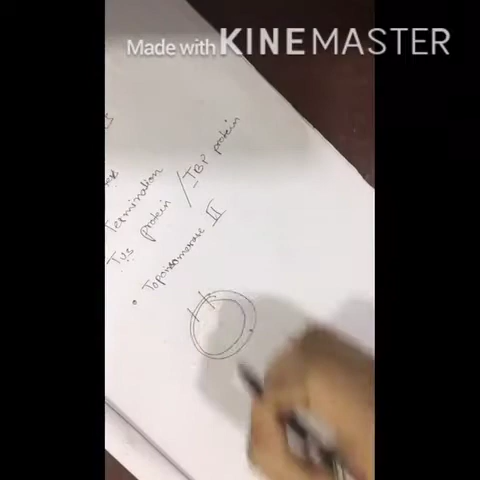 Made with KINEMASTER
Termination
Tus protein / TBP protein
• Topoisomerase II